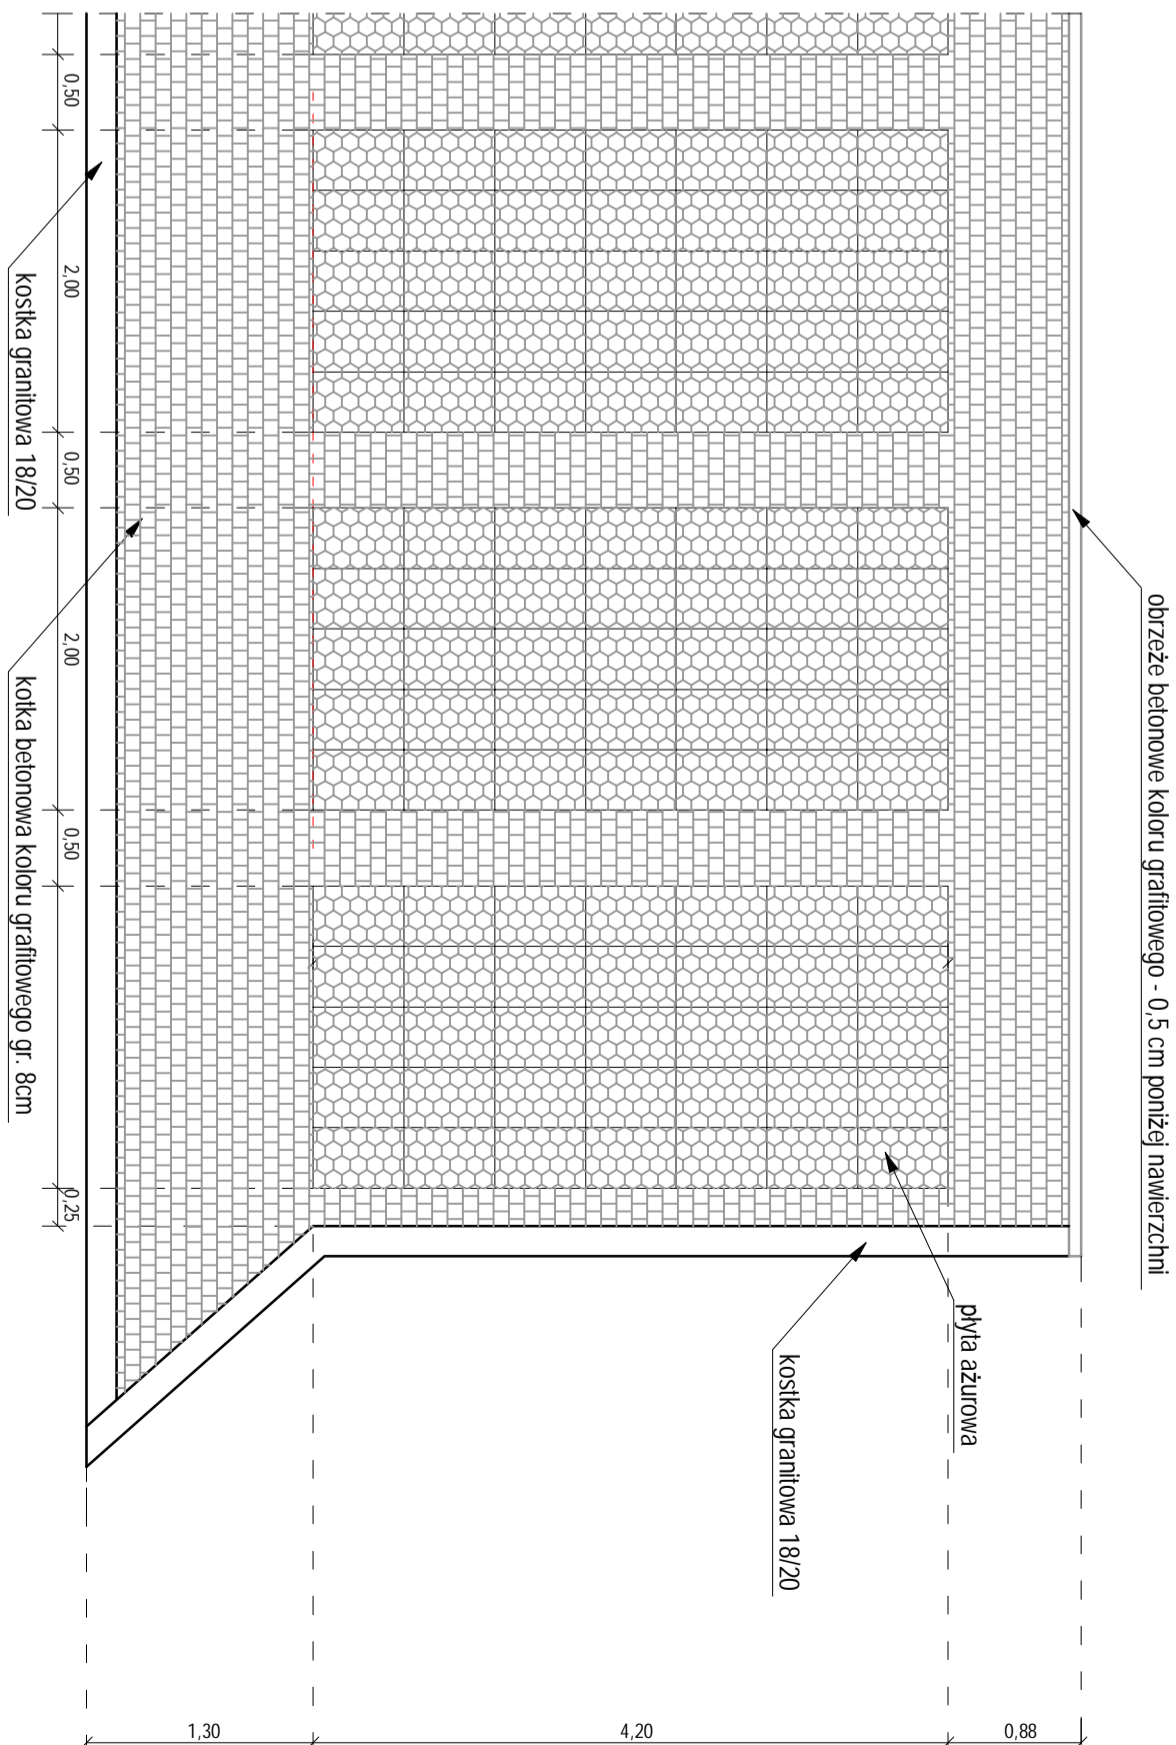 0,50
2,00
0,50
2,00
0,50
0,25
kostka granitowa 18/20
kotka betonowa koloru grafitowego gr. 8cm
obrzeże betonowe koloru grafitowego - 0,5 cm poniżej nawierzchni
płyta ażurowa
kostka granitowa 18/20
1,30
4,20
0,88